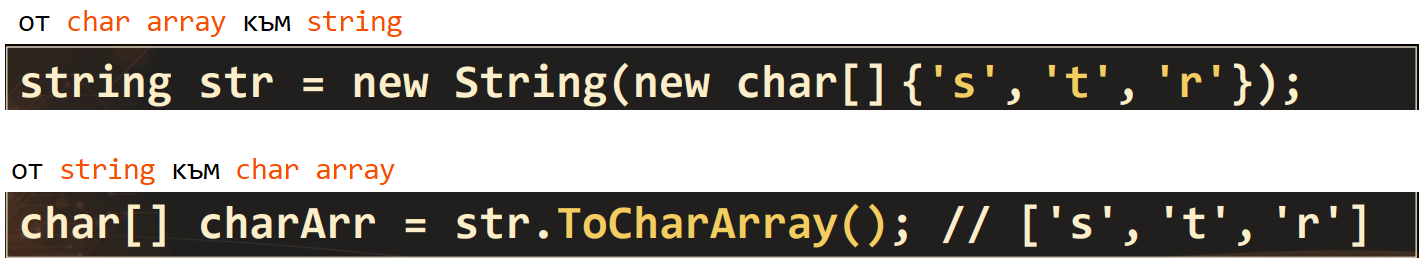 от char array към string
string str = new String(new char[] {'s', 't', 'r'});
от string към char array
char[] charArr = str.ToCharArray(); // ['s', 't', 'r']